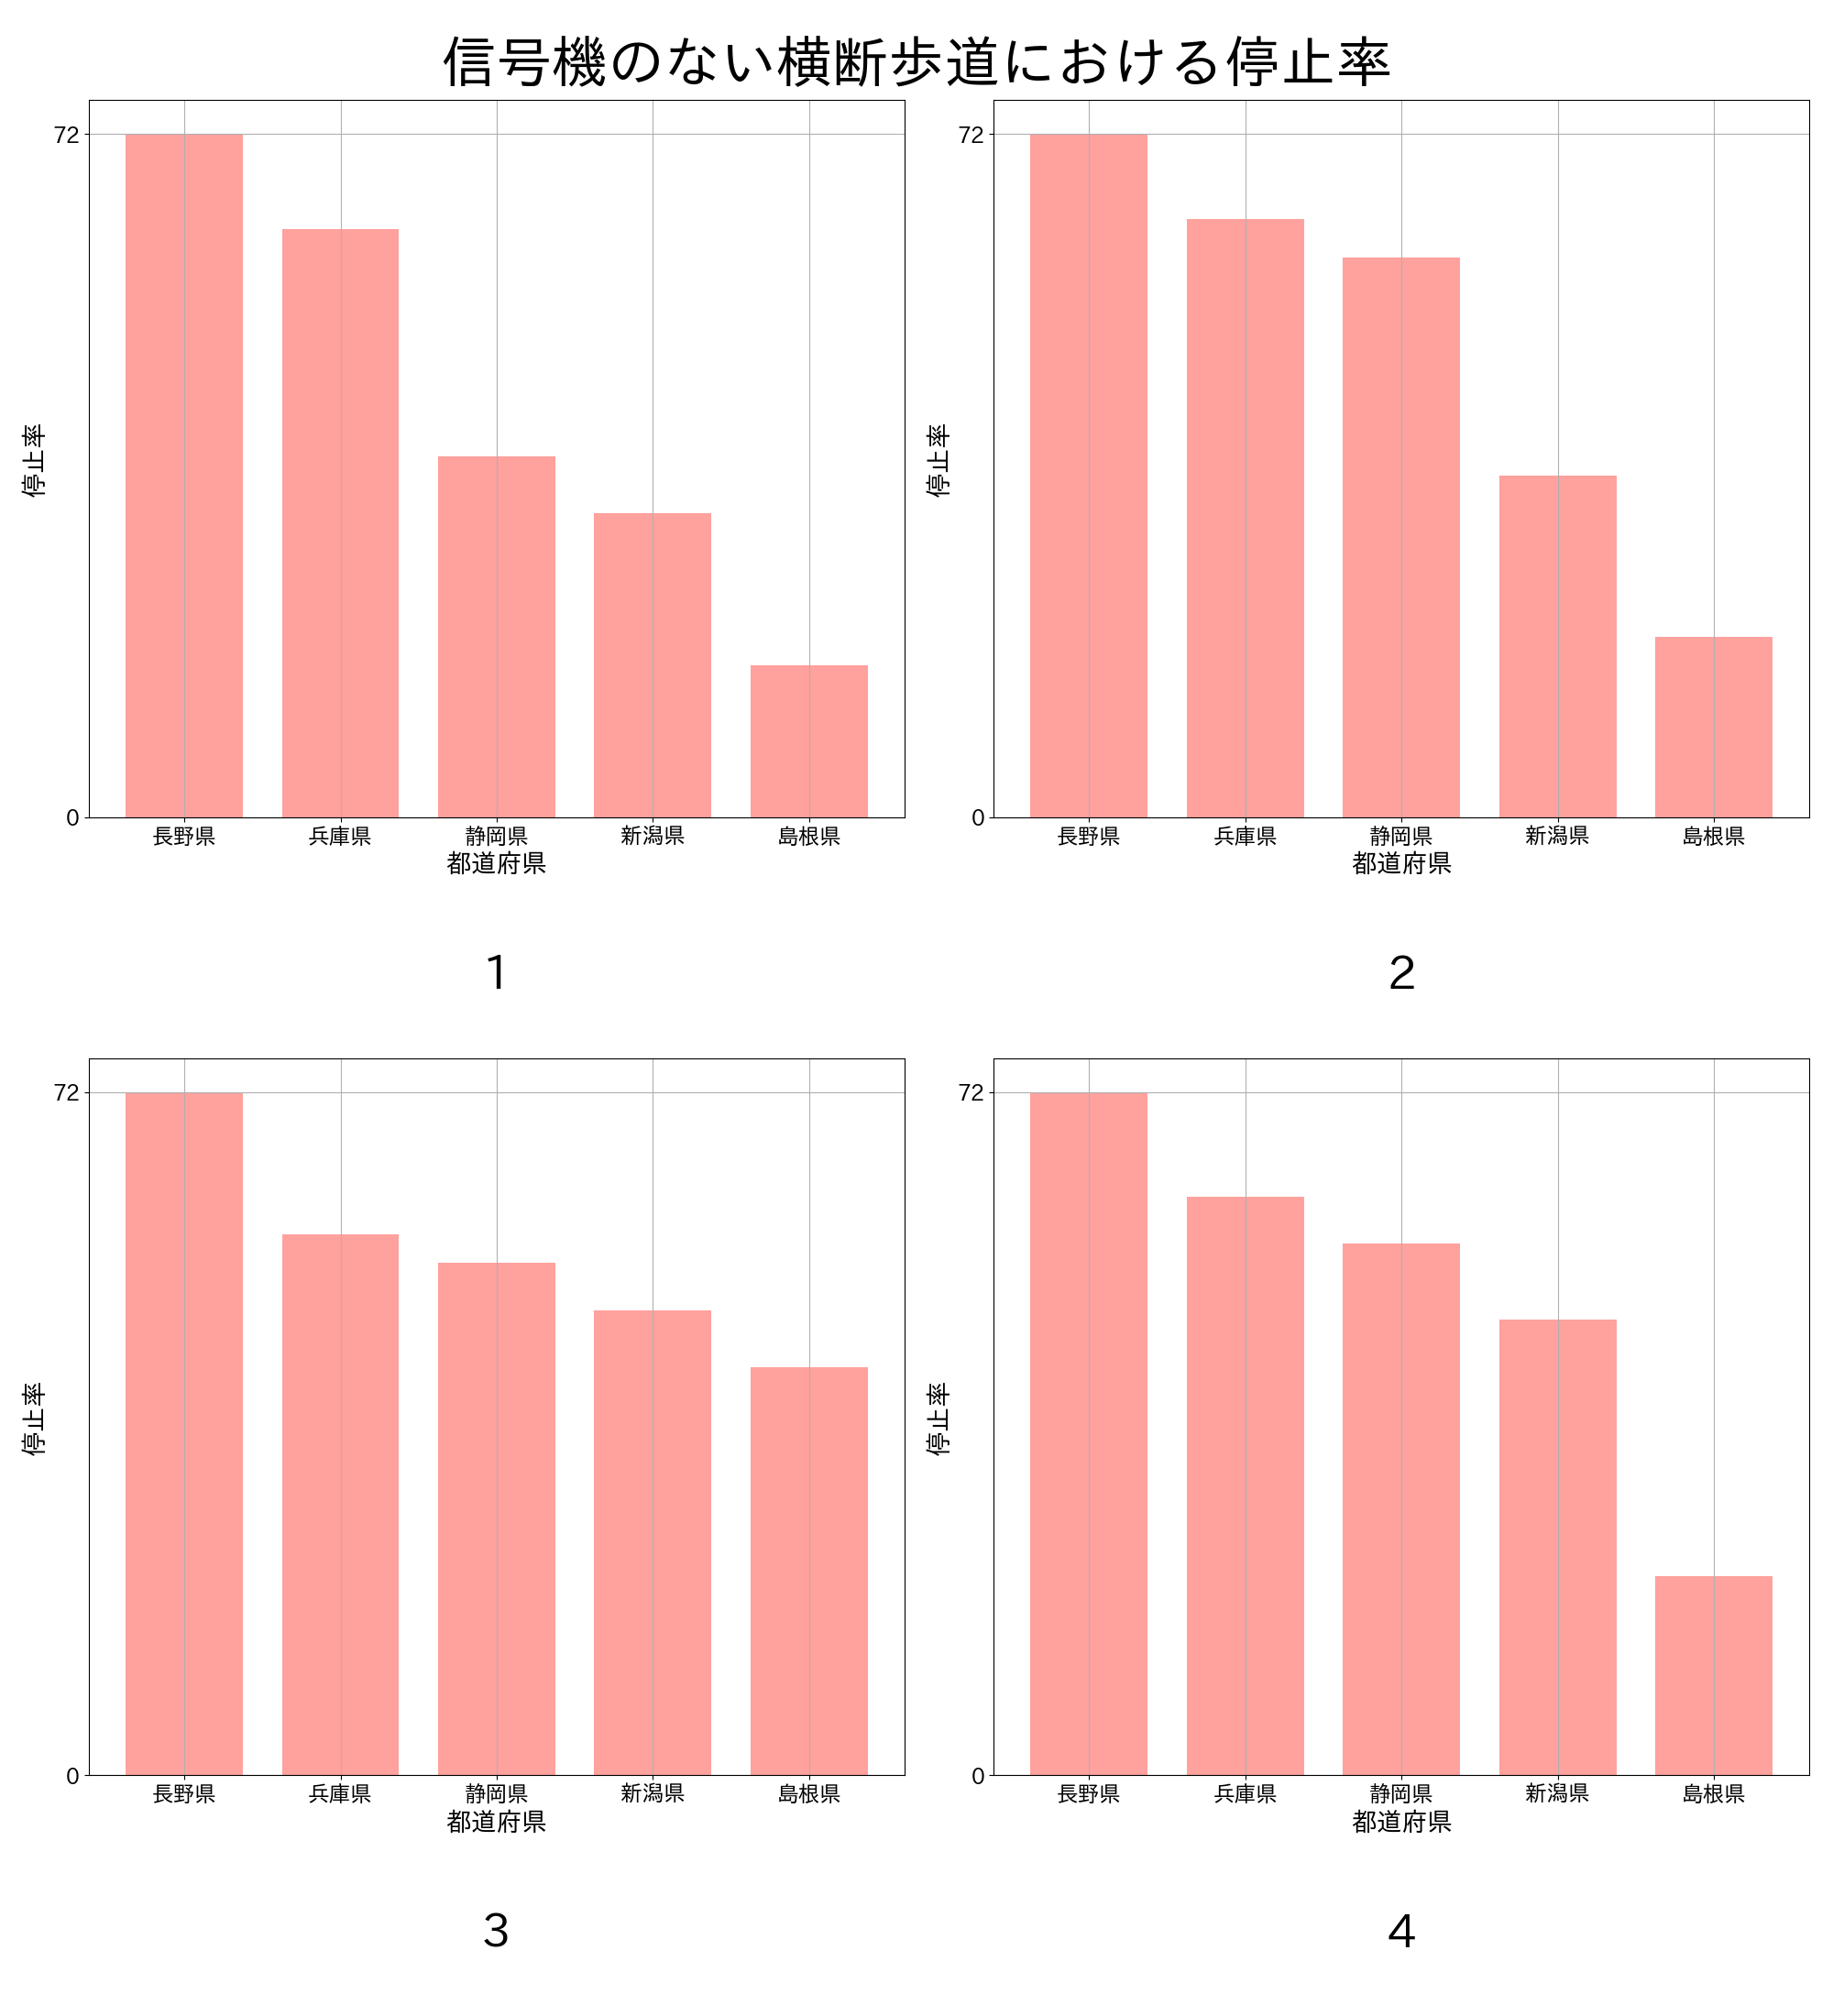 信号機のない横断歩道における停止率
72
停止率
0
長野県 兵庫県 静岡県 新潟県 島根県
都道府県
1
72
停止率
0
長野県 兵庫県 静岡県 新潟県 島根県
都道府県
2
72
停止率
0
長野県 兵庫県 静岡県 新潟県 島根県
都道府県
3
72
停止率
0
長野県 兵庫県 静岡県 新潟県 島根県
都道府県
4